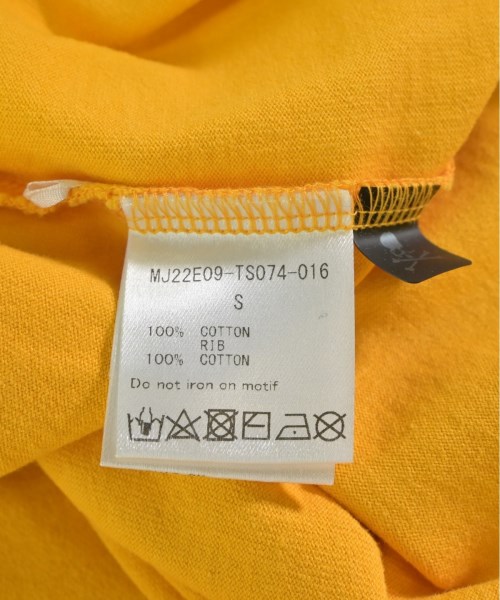 MJ22E09-TS074-016
S
100% COTTON
RIB
100% COTTON
Do not iron on motif